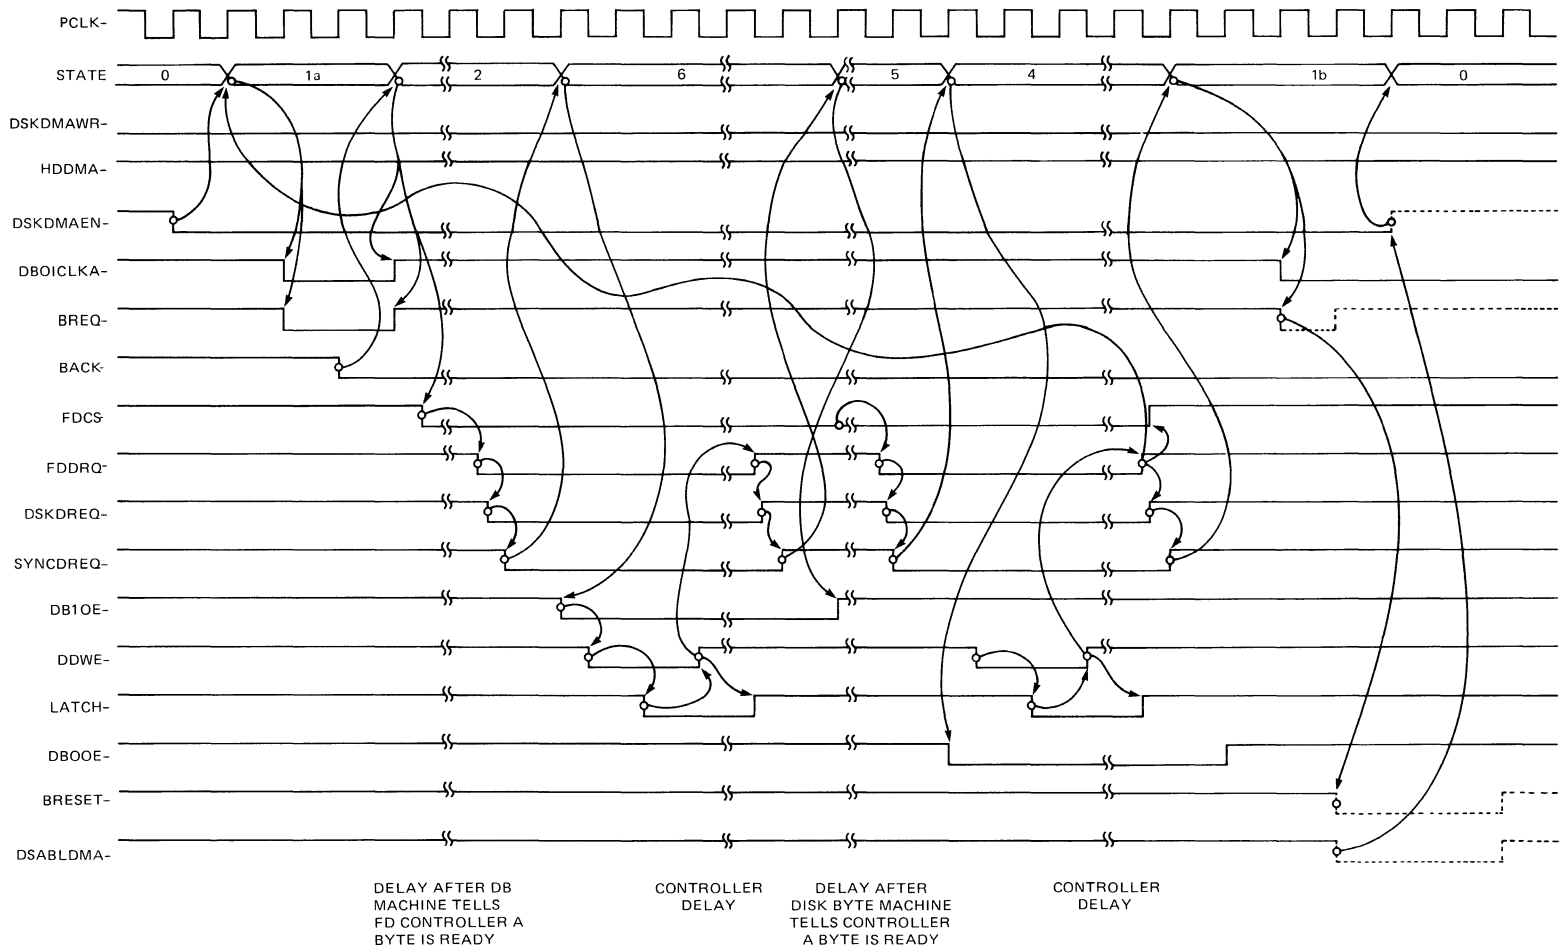 PCLK-
STATE
0 1a 2 6 5 4 1b 0
DSKDMAWR-
HDDMA-
DSKDMAEN-
DBOICLKA-
BREQ-
BACK-
FDCS-
FDDRQ-
DSKDREQ-
SYNCDREQ-
DB1OE-
DDWE-
LATCH-
DBOOE-
BRESET-
DSABLDMA-
DELAY AFTER DB
MACHINE TELLS
FD CONTROLLER A
BYTE IS READY
CONTROLLER
DELAY
DELAY AFTER
DISK BYTE MACHINE
TELLS CONTROLLER
A BYTE IS READY
CONTROLLER
DELAY